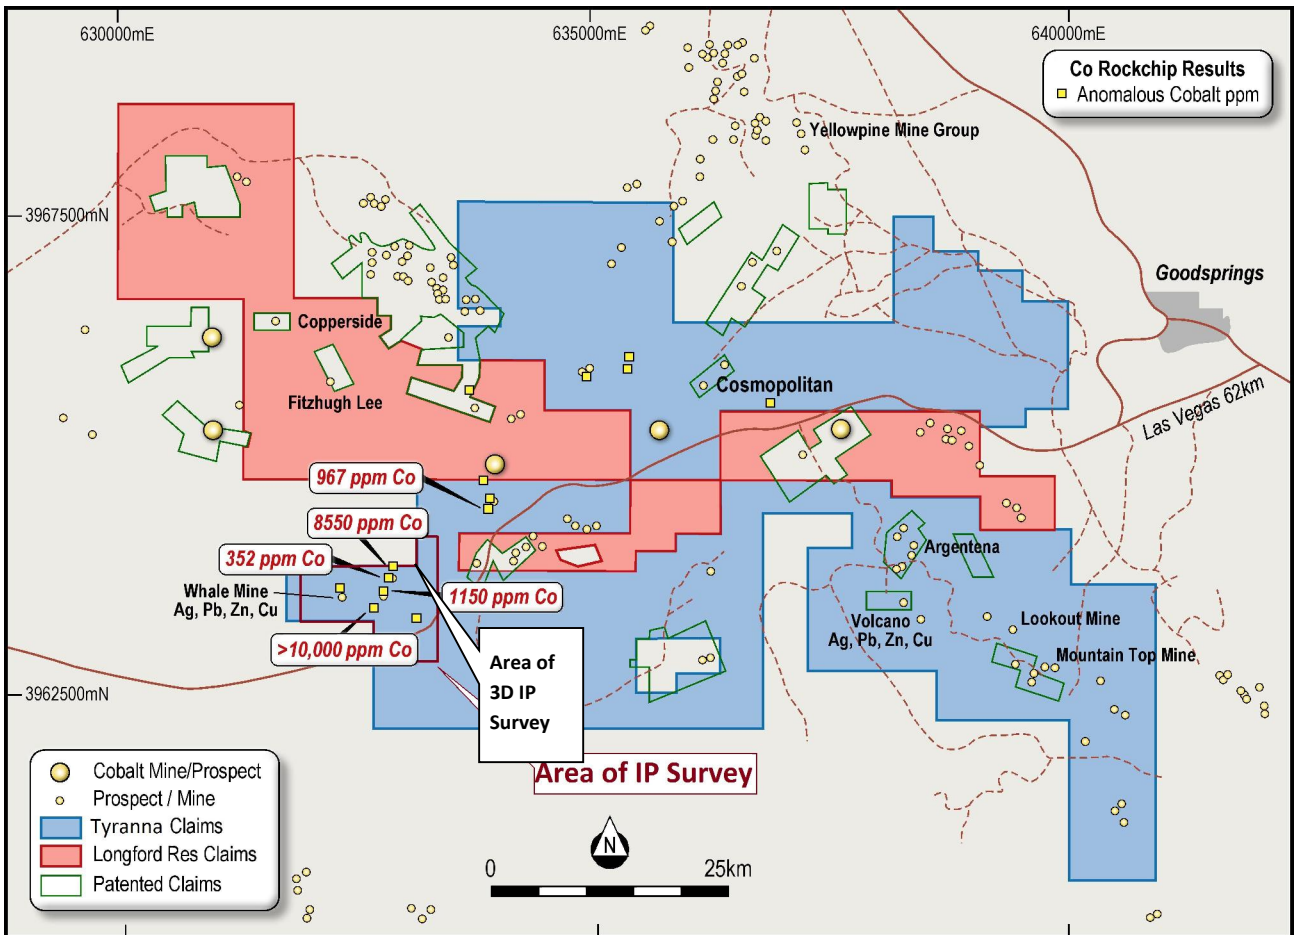 630000mE
635000mE
640000mE
Co Rockchip Results
Anomalous Cobalt ppm
Yellowpine Mine Group
3967500mN
Goodsprings
Copperside
Fitzhugh Lee
Cosmopolitan
Las Vegas 62km
967 ppm Co
8550 ppm Co
352 ppm Co
Whale Mine
Ag, Pb, Zn, Cu
1150 ppm Co
>10,000 ppm Co
Argentena
Volcano
Ag, Pb, Zn, Cu
Lookout Mine
Mountain Top Mine
Area of
3D IP
Survey
3962500mN
Area of IP Survey
Cobalt Mine/Prospect
Prospect / Mine
Tyranna Claims
Longford Res Claims
Patented Claims
N
0
25km